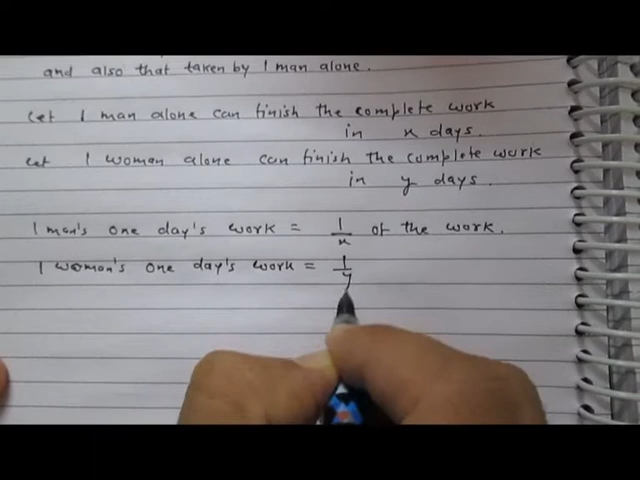 and also that taken by 1 man alone.
Let 1 man alone can finish the complete work
in x days.
Let 1 woman alone can finish the complete work
in y days.
1 man's one day's work = 1/x of the work.
1 woman's one day's work = 1/y